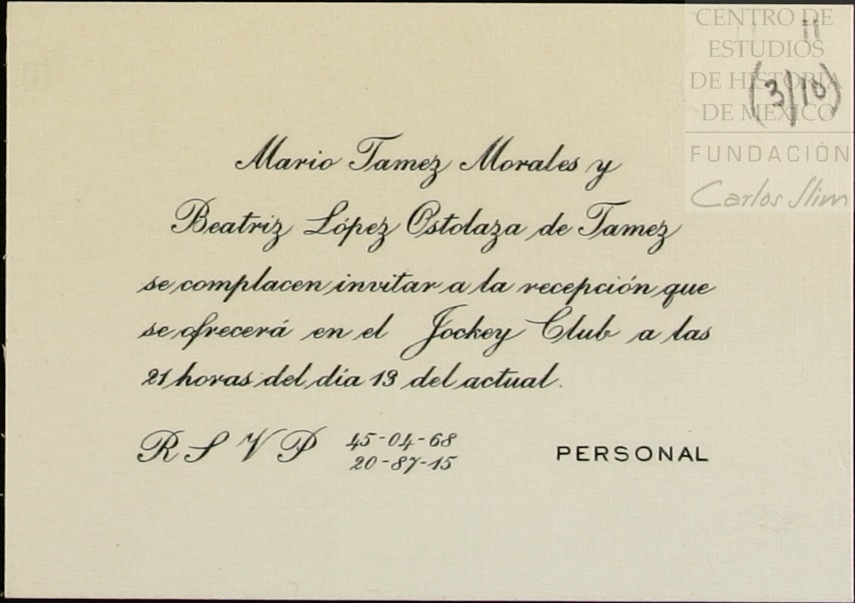 CENTRO DE
ESTUDIOS
DE HISTORIA
DE MÉXICO
FUNDACIÓN
Carlos Slim
11
(3/10)
Mario Tamez Morales y
Beatriz López Ostolaza de Tamez
se complacen invitar a la recepción que
se ofrecerá en el Jockey Club a las
21 horas del día 13 del actual.
R S V P 45-04-68
20-87-15
PERSONAL